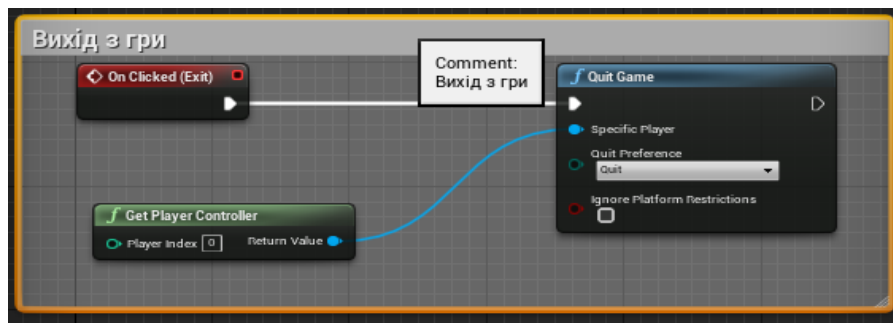 Вихід з гри
On Clicked (Exit)
Comment:
Вихід з гри
Quit Game
Specific Player
Quit Preference
Quit
Ignore Platform Restrictions
Get Player Controller
Player Index 0 Return Value